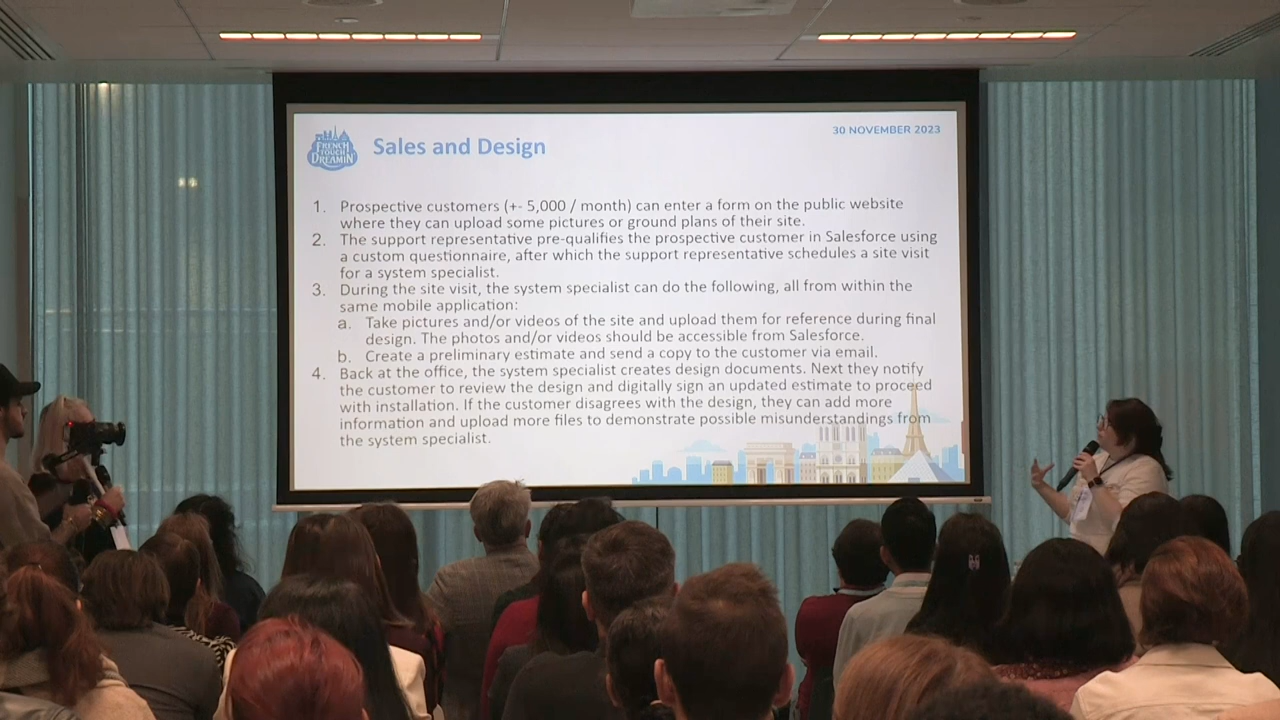 FRENCH
TOUCH
DREAMIN'
Sales and Design
30 NOVEMBER 2023
1. Prospective customers (+- 5,000 / month) can enter a form on the public website
where they can upload some pictures or ground plans of their site.
2. The support representative pre-qualifies the prospective customer in Salesforce using
a custom questionnaire, after which the support representative schedules a site visit
for a system specialist.
3. During the site visit, the system specialist can do the following, all from within the
same mobile application:
a. Take pictures and/or videos of the site and upload them for reference during final
design. The photos and/or videos should be accessible from Salesforce.
b. Create a preliminary estimate and send a copy to the customer via email.
4. Back at the office, the system specialist creates design documents. Next they notify
the customer to review the design and digitally sign an updated estimate to proceed
with installation. If the customer disagrees with the design, they can add more
information and upload more files to demonstrate possible misunderstandings from
the system specialist.